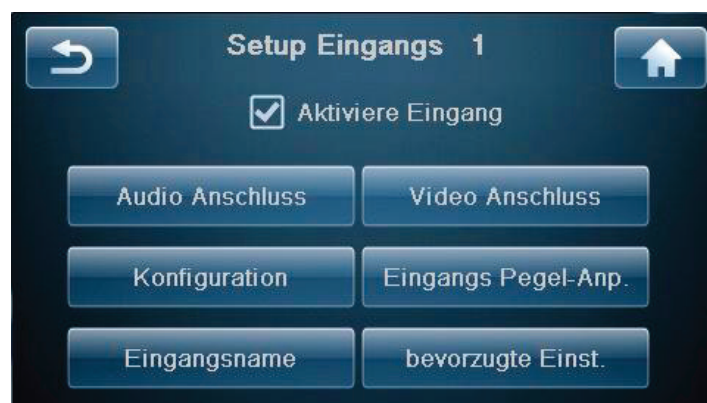 Setup Eingangs 1
Aktiviere Eingang
Audio Anschluss
Video Anschluss
Konfiguration
Eingangs Pegel-Anp.
Eingangsname
bevorzugte Einst.